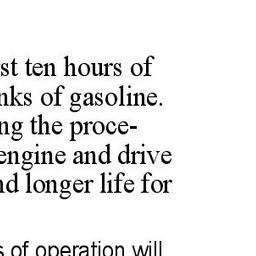 st ten hours of
nks of gasoline.
ng the proce-
engine and drive
nd longer life for
s of operation will